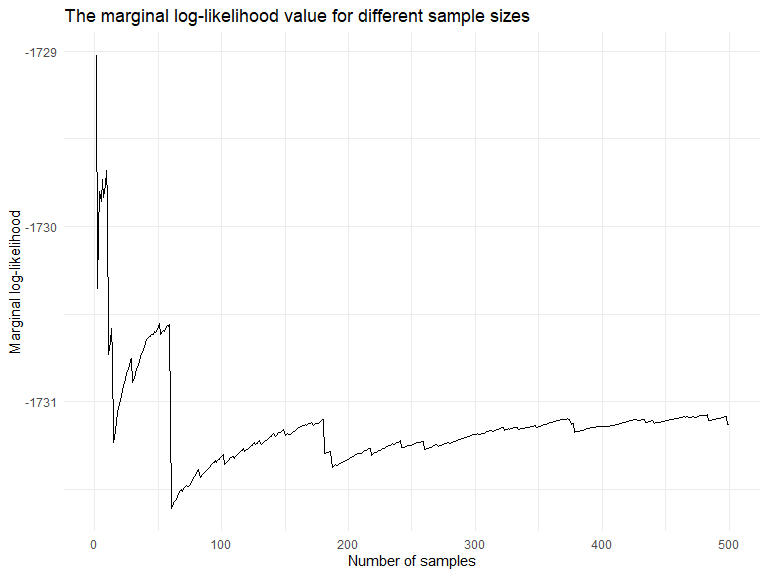 The marginal log-likelihood value for different sample sizes
Marginal log-likelihood
-1729
-1730
-1731
0 100 200 300 400 500
Number of samples